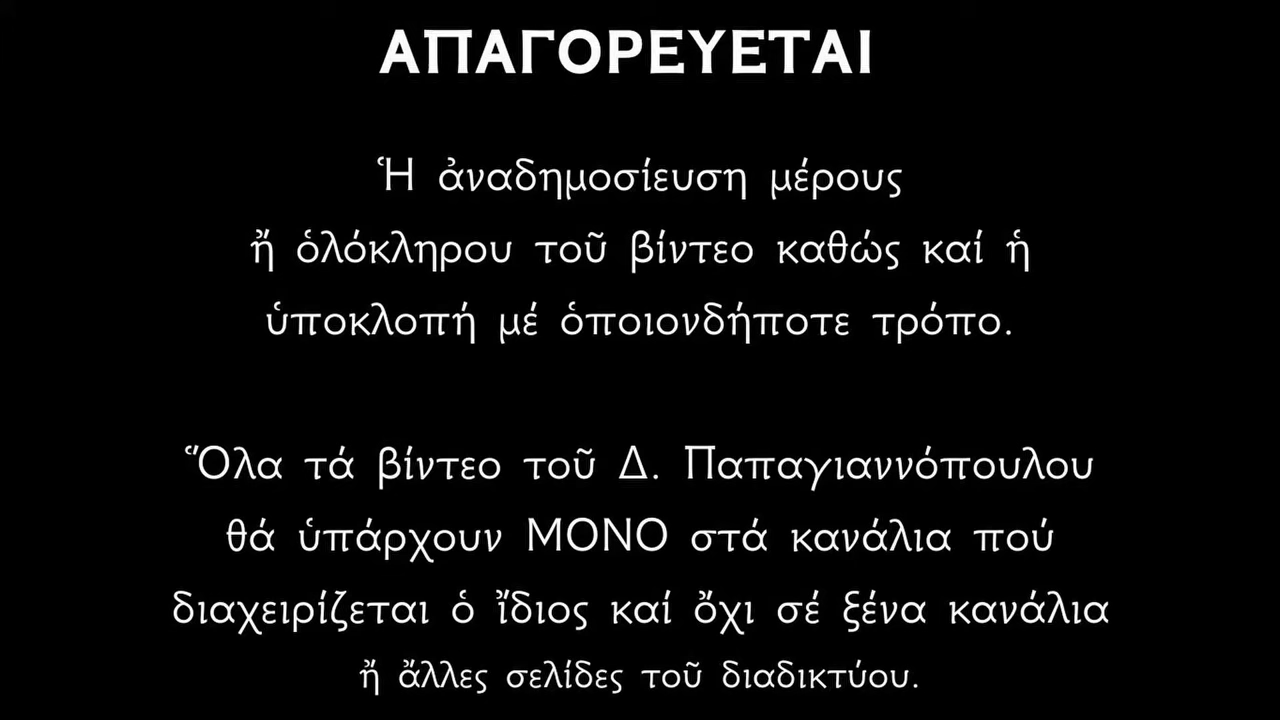 ΑΠΑΓΟΡΕΥΕΤΑΙ
Ἡ ἀναδημοσίευση μέρους
ἤ ὁλόκληρου τοῦ βίντεο καθώς καί ἡ
ὑποκλοπή μέ ὁποιονδήποτε τρόπο.
Ὅλα τά βίντεο τοῦ Δ. Παπαγιαννόπουλου
θά ὑπάρχουν ΜΟΝΟ στά κανάλια πού
διαχειρίζεται ὁ ἴδιος καί ὄχι σέ ξένα κανάλια
ἤ ἄλλες σελίδες τοῦ διαδικτύου.